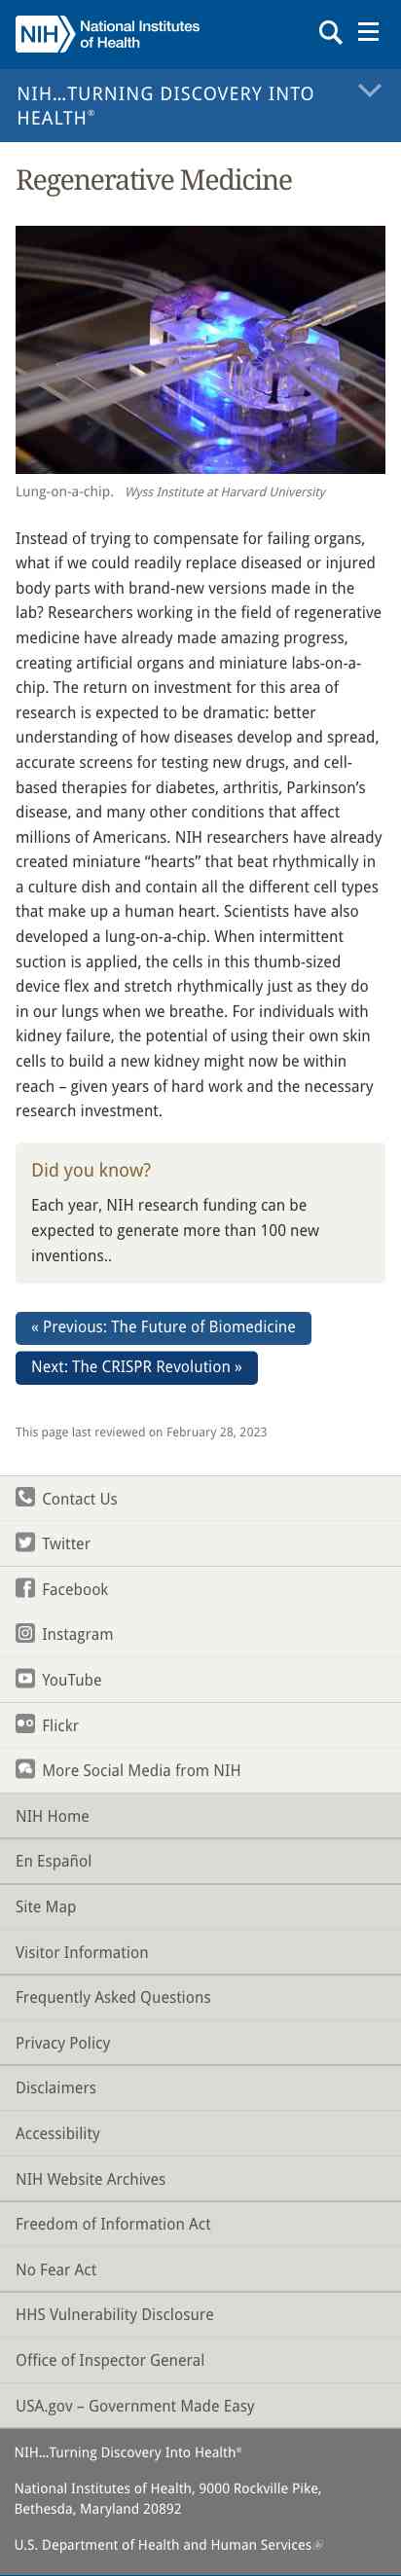 NIH National Institutes
of Health
NIH...TURNING DISCOVERY INTO
HEALTH®
Regenerative Medicine
Lung-on-a-chip. Wyss Institute at Harvard University
Instead of trying to compensate for failing organs,
what if we could readily replace diseased or injured
body parts with brand-new versions made in the
lab? Researchers working in the field of regenerative
medicine have already made amazing progress,
creating artificial organs and miniature labs-on-a-
chip. The return on investment for this area of
research is expected to be dramatic: better
understanding of how diseases develop and spread,
accurate screens for testing new drugs, and cell-
based therapies for diabetes, arthritis, Parkinson’s
disease, and many other conditions that affect
millions of Americans. NIH researchers have already
created miniature “hearts” that beat rhythmically in
a culture dish and contain all the different cell types
that make up a human heart. Scientists have also
developed a lung-on-a-chip. When intermittent
suction is applied, the cells in this thumb-sized
device flex and stretch rhythmically just as they do
in our lungs when we breathe. For individuals with
kidney failure, the potential of using their own skin
cells to build a new kidney might now be within
reach – given years of hard work and the necessary
research investment.
Did you know?
Each year, NIH research funding can be
expected to generate more than 100 new
inventions..
« Previous: The Future of Biomedicine
Next: The CRISPR Revolution »
This page last reviewed on February 28, 2023
Contact Us
Twitter
Facebook
Instagram
YouTube
Flickr
More Social Media from NIH
NIH Home
En Español
Site Map
Visitor Information
Frequently Asked Questions
Privacy Policy
Disclaimers
Accessibility
NIH Website Archives
Freedom of Information Act
No Fear Act
HHS Vulnerability Disclosure
Office of Inspector General
USA.gov – Government Made Easy
NIH...Turning Discovery Into Health®
National Institutes of Health, 9000 Rockville Pike,
Bethesda, Maryland 20892
U.S. Department of Health and Human Services